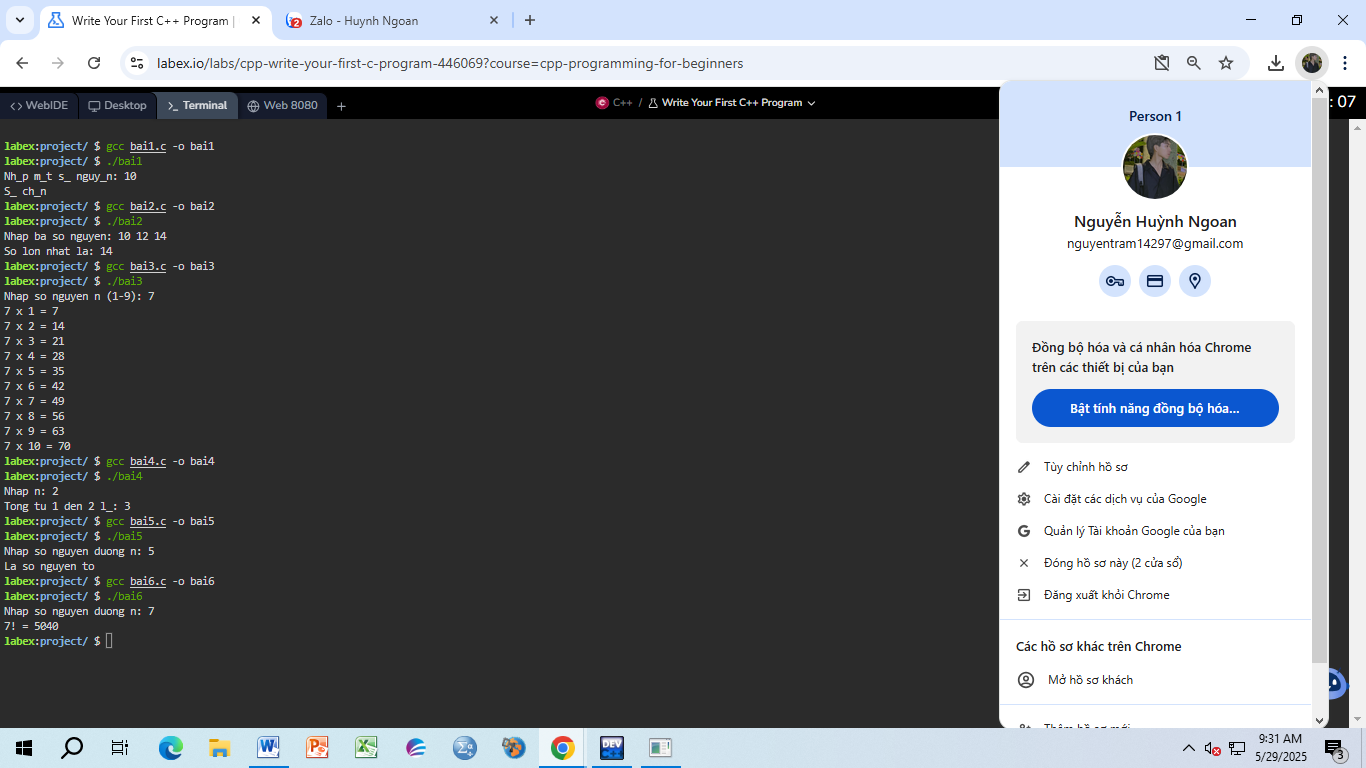 Write Your First C++ Program |
Zalo - Huynh Ngoan
labex.io/labs/cpp-write-your-first-c-program-446069?course=cpp-programming-for-beginners
WebIDE
Desktop
Terminal
Web 8080
C++ / Write Your First C++ Program
: 07
labex:project/ $ gcc bai1.c -o bai1
labex:project/ $ ./bai1
Nh_p m_t s_ nguy_n: 10
S_ ch_n
labex:project/ $ gcc bai2.c -o bai2
labex:project/ $ ./bai2
Nhap ba so nguyen: 10 12 14
So lon nhat la: 14
labex:project/ $ gcc bai3.c -o bai3
labex:project/ $ ./bai3
Nhap so nguyen n (1-9): 7
7 x 1 = 7
7 x 2 = 14
7 x 3 = 21
7 x 4 = 28
7 x 5 = 35
7 x 6 = 42
7 x 7 = 49
7 x 8 = 56
7 x 9 = 63
7 x 10 = 70
labex:project/ $ gcc bai4.c -o bai4
labex:project/ $ ./bai4
Nhap n: 2
Tong tu 1 den 2 l_: 3
labex:project/ $ gcc bai5.c -o bai5
labex:project/ $ ./bai5
Nhap so nguyen duong n: 5
La so nguyen to
labex:project/ $ gcc bai6.c -o bai6
labex:project/ $ ./bai6
Nhap so nguyen duong n: 7
7! = 5040
labex:project/ $
Person 1
Nguyễn Huỳnh Ngoan
nguyentram14297@gmail.com
Đồng bộ hóa và cá nhân hóa Chrome
trên các thiết bị của bạn
Bật tính năng đồng bộ hóa...
Tùy chỉnh hồ sơ
Cài đặt các dịch vụ của Google
Quản lý Tài khoản Google của bạn
Đóng hồ sơ này (2 cửa sổ)
Đăng xuất khỏi Chrome
Các hồ sơ khác trên Chrome
Mở hồ sơ khách
Thêm hồ sơ mới
DEV
9:31 AM
5/29/2025
3